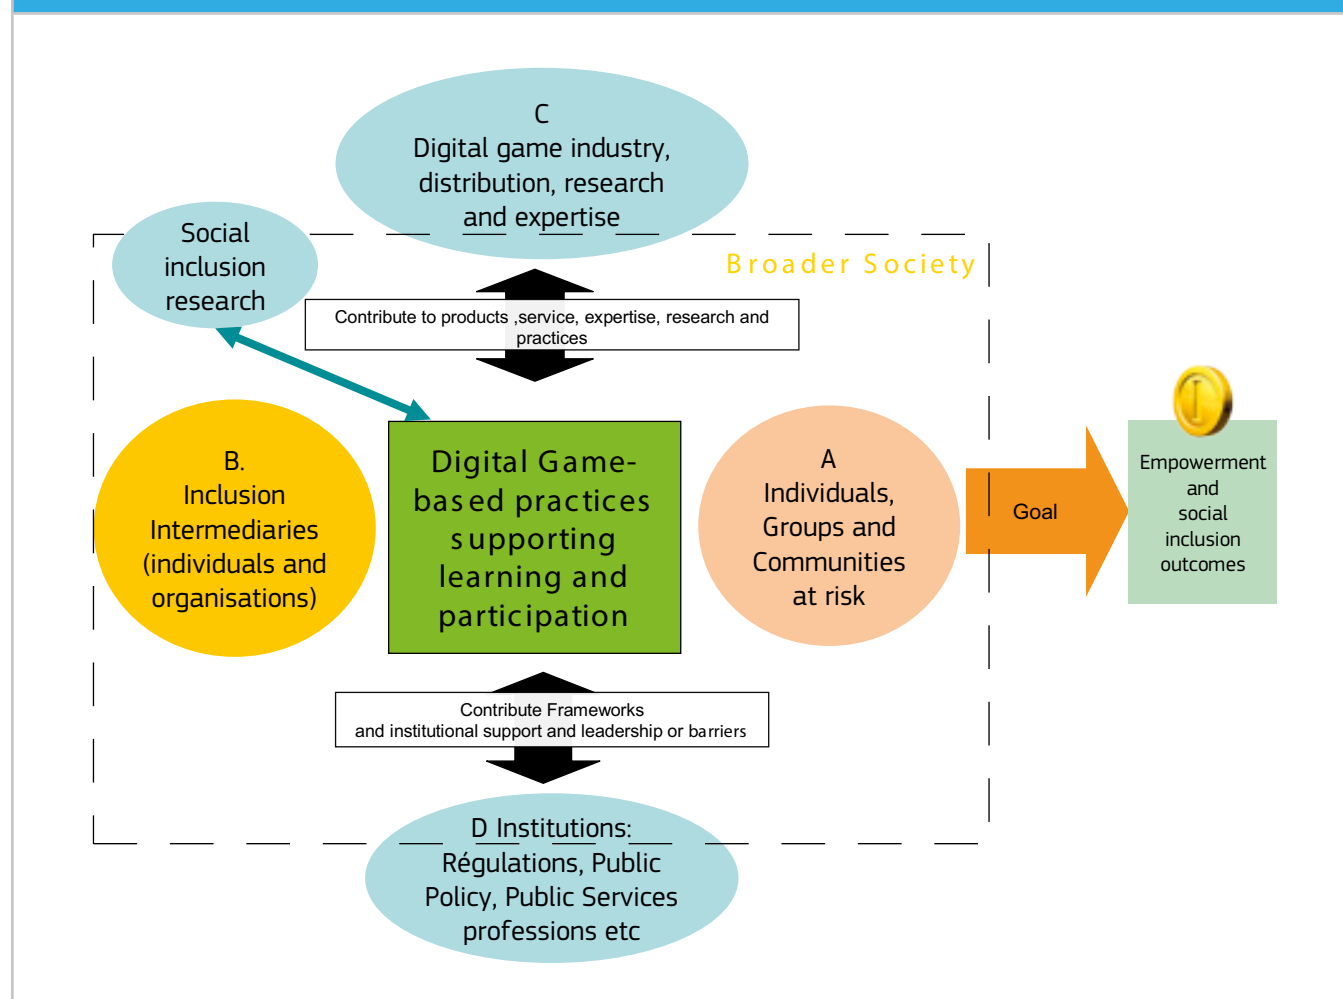 C
Digital game industry,
distribution, research
and expertise
Social
inclusion
research
Broader Society
Contribute to products ,service, expertise, research and
practices
B.
Inclusion
Intermediaries
(individuals and
organisations)
Digital Game-
based practices
supporting
learning and
participation
A
Individuals,
Groups and
Communities
at risk
Goal
Empowerment
and
social
inclusion
outcomes
Contribute Frameworks
and institutional support and leadership or barriers
D Institutions:
Régulations, Public
Policy, Public Services
professions etc